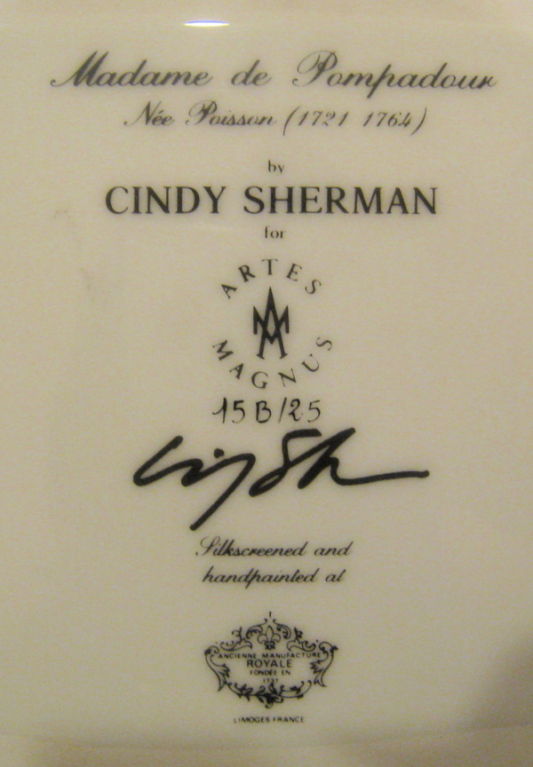 Madame de Pompadour
Née Poisson (1721 1764)
by
CINDY SHERMAN
for
ARTES
MAGNUS
15B/25
Silkscreened and
handpainted at
ANCIENNE MANUFACTURE
ROYALE
FONDÉE EN
1737
LIMOGES FRANCE